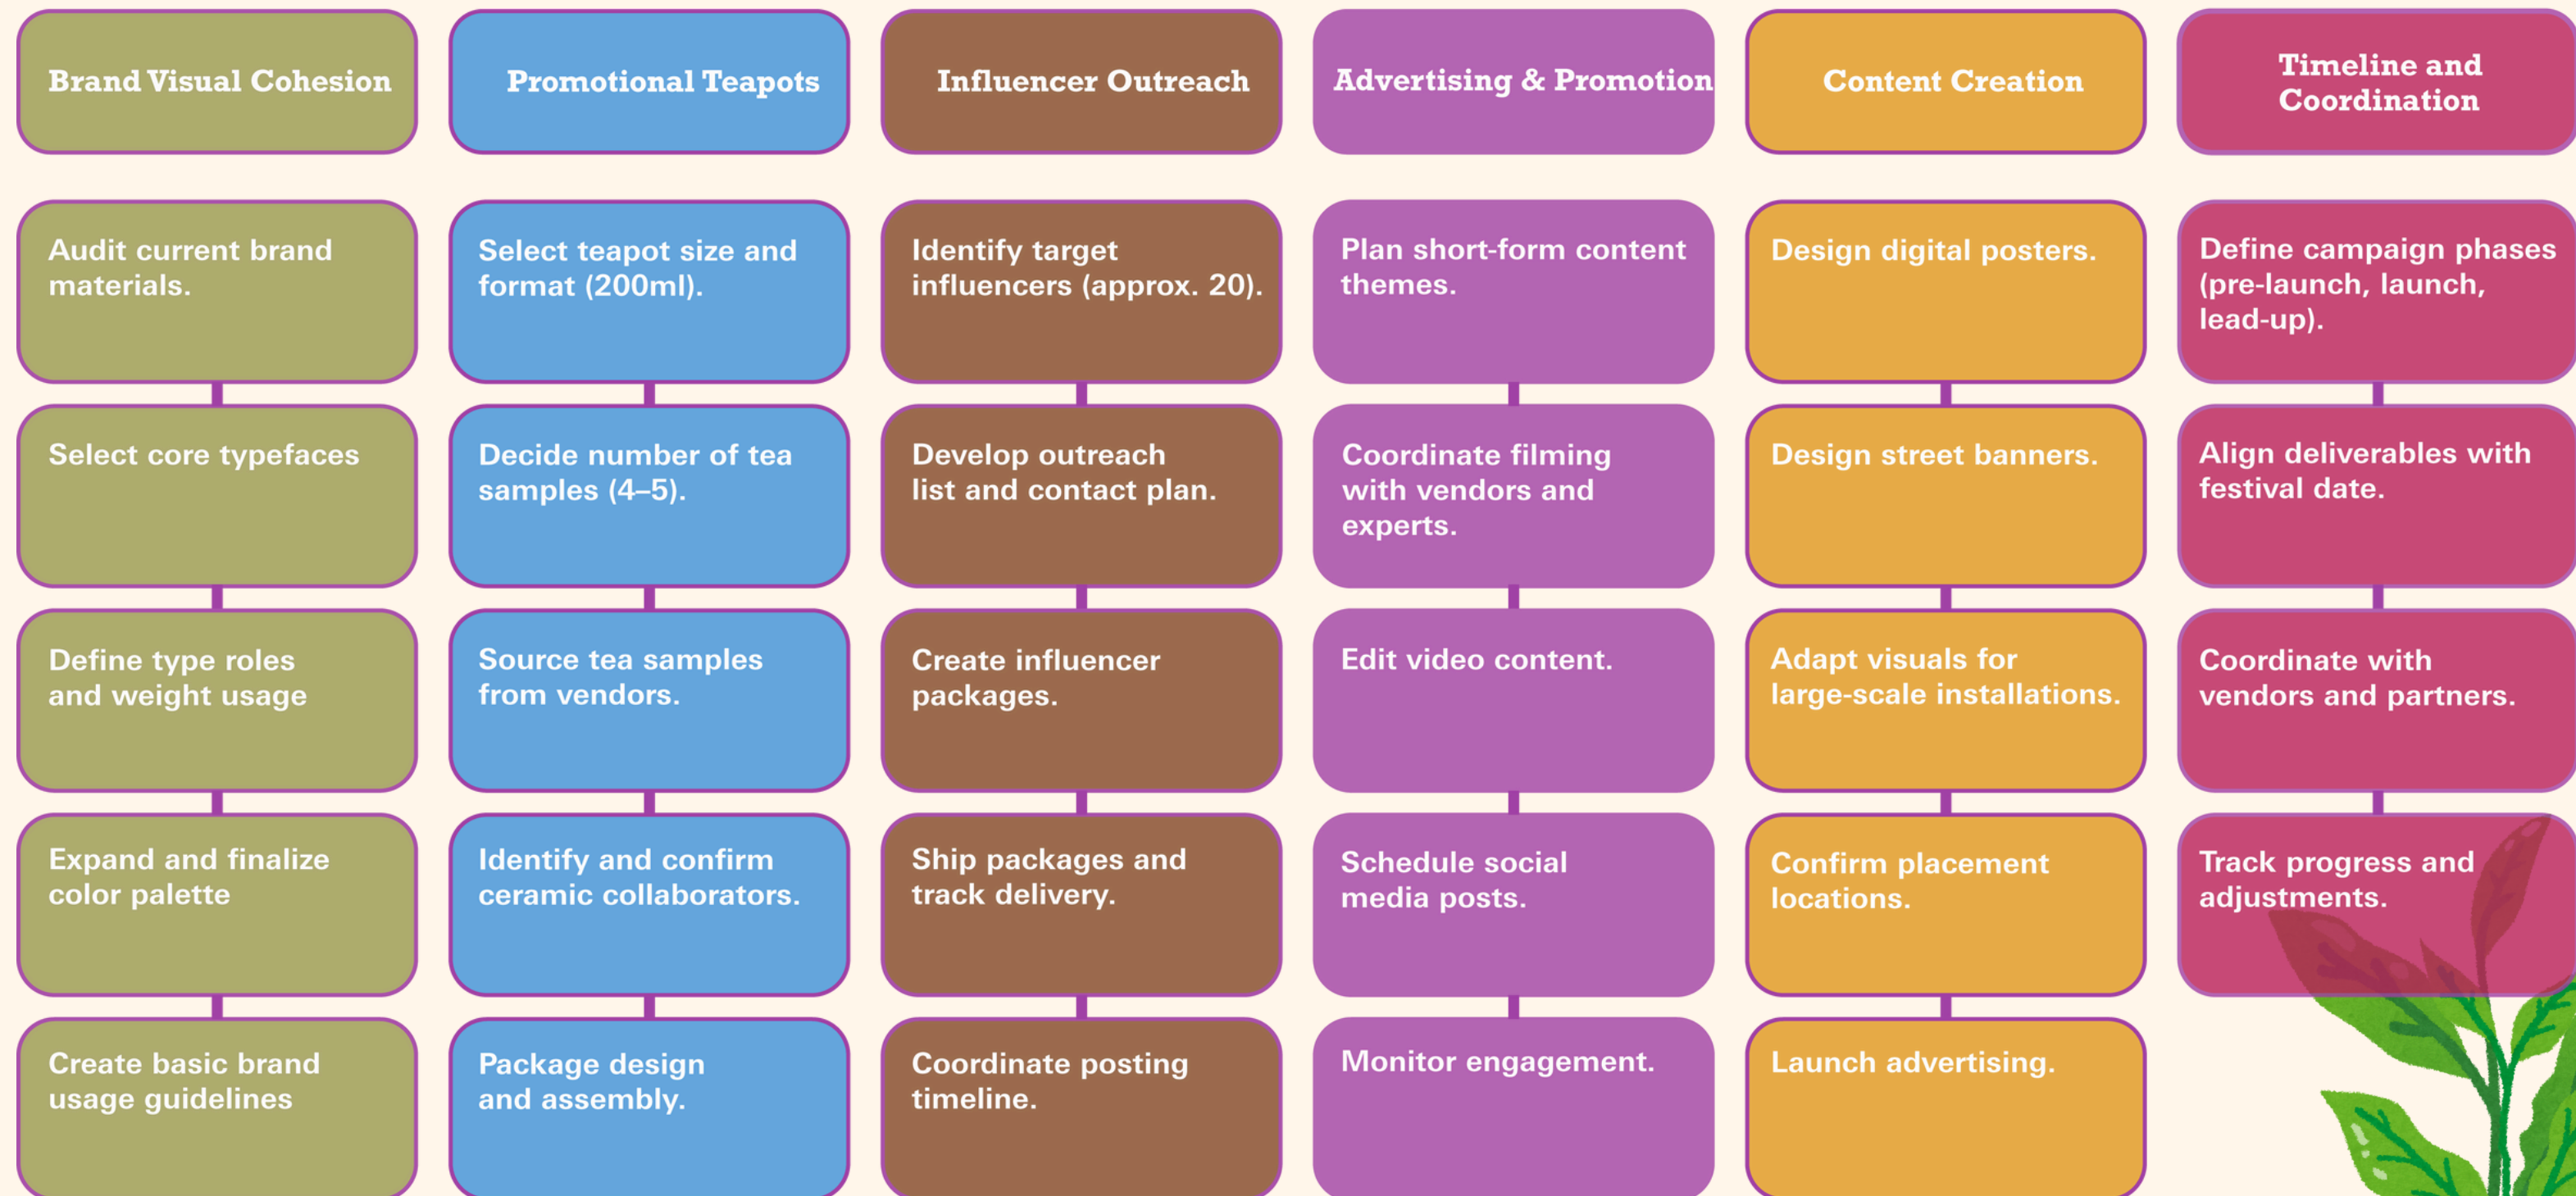 Brand Visual Cohesion
Audit current brand
materials.
Select core typefaces
Define type roles
and weight usage
Expand and finalize
color palette
Create basic brand
usage guidelines
Promotional Teapots
Select teapot size and
format (200ml).
Decide number of tea
samples (4–5).
Source tea samples
from vendors.
Identify and confirm
ceramic collaborators.
Package design
and assembly.
Influencer Outreach
Identify target
influencers (approx. 20).
Develop outreach
list and contact plan.
Create influencer
packages.
Ship packages and
track delivery.
Coordinate posting
timeline.
Advertising & Promotion
Plan short-form content
themes.
Coordinate filming
with vendors and
experts.
Edit video content.
Schedule social
media posts.
Monitor engagement.
Content Creation
Design digital posters.
Design street banners.
Adapt visuals for
large-scale installations.
Confirm placement
locations.
Launch advertising.
Timeline and
Coordination
Define campaign phases
(pre-launch, launch,
lead-up).
Align deliverables with
festival date.
Coordinate with
vendors and partners.
Track progress and
adjustments.